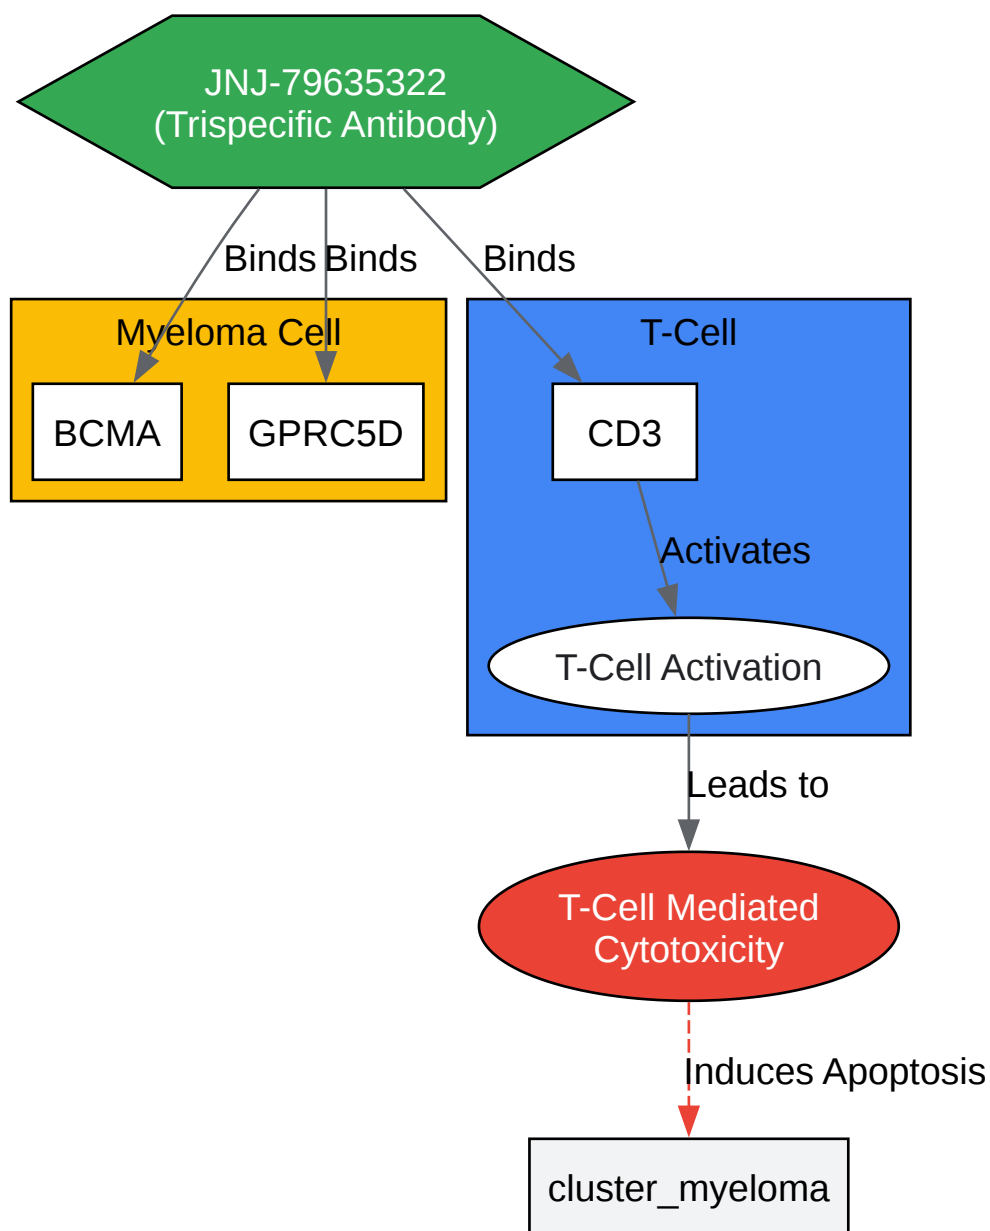 JNJ-79635322
(Trispecific Antibody)
Binds
Binds
Binds
Myeloma Cell
T-Cell
BCMA
GPRC5D
CD3
Activates
T-Cell Activation
Leads to
T-Cell Mediated
Cytotoxicity
Induces Apoptosis
cluster_myeloma